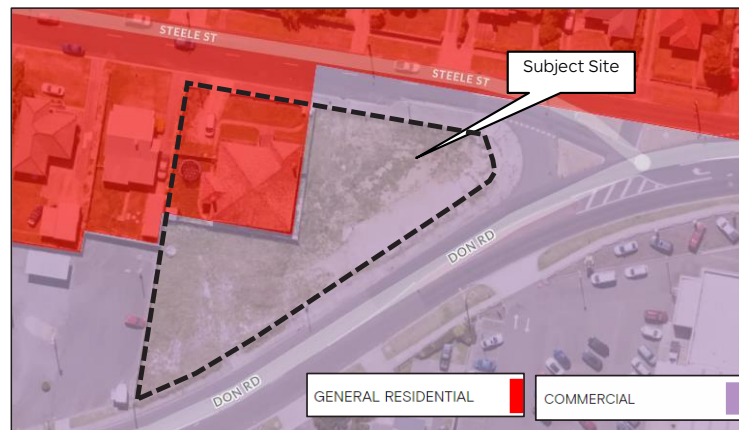 STEELE ST
STEELE ST
Subject Site
DON RD
DON RD
GENERAL RESIDENTIAL
COMMERCIAL